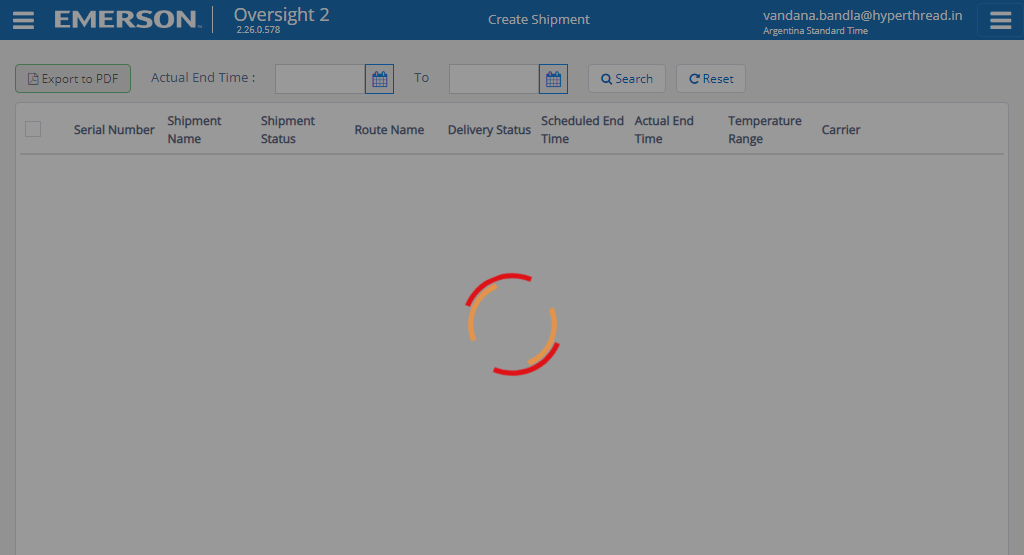 EMERSON™
Oversight 2
2.26.0.578
Create Shipment
vandana.bandla@hyperthread.in
Argentina Standard Time
Export to PDF
Actual End Time :
To
Search
Reset
Serial Number
Shipment
Name
Shipment
Status
Route Name
Delivery Status
Scheduled End
Time
Actual End
Time
Temperature
Range
Carrier